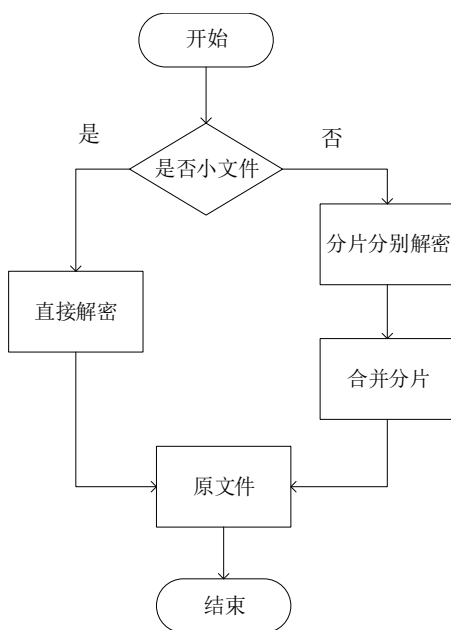 开始
是
否
是否小文件
分片分别解密
直接解密
合并分片
原文件
结束